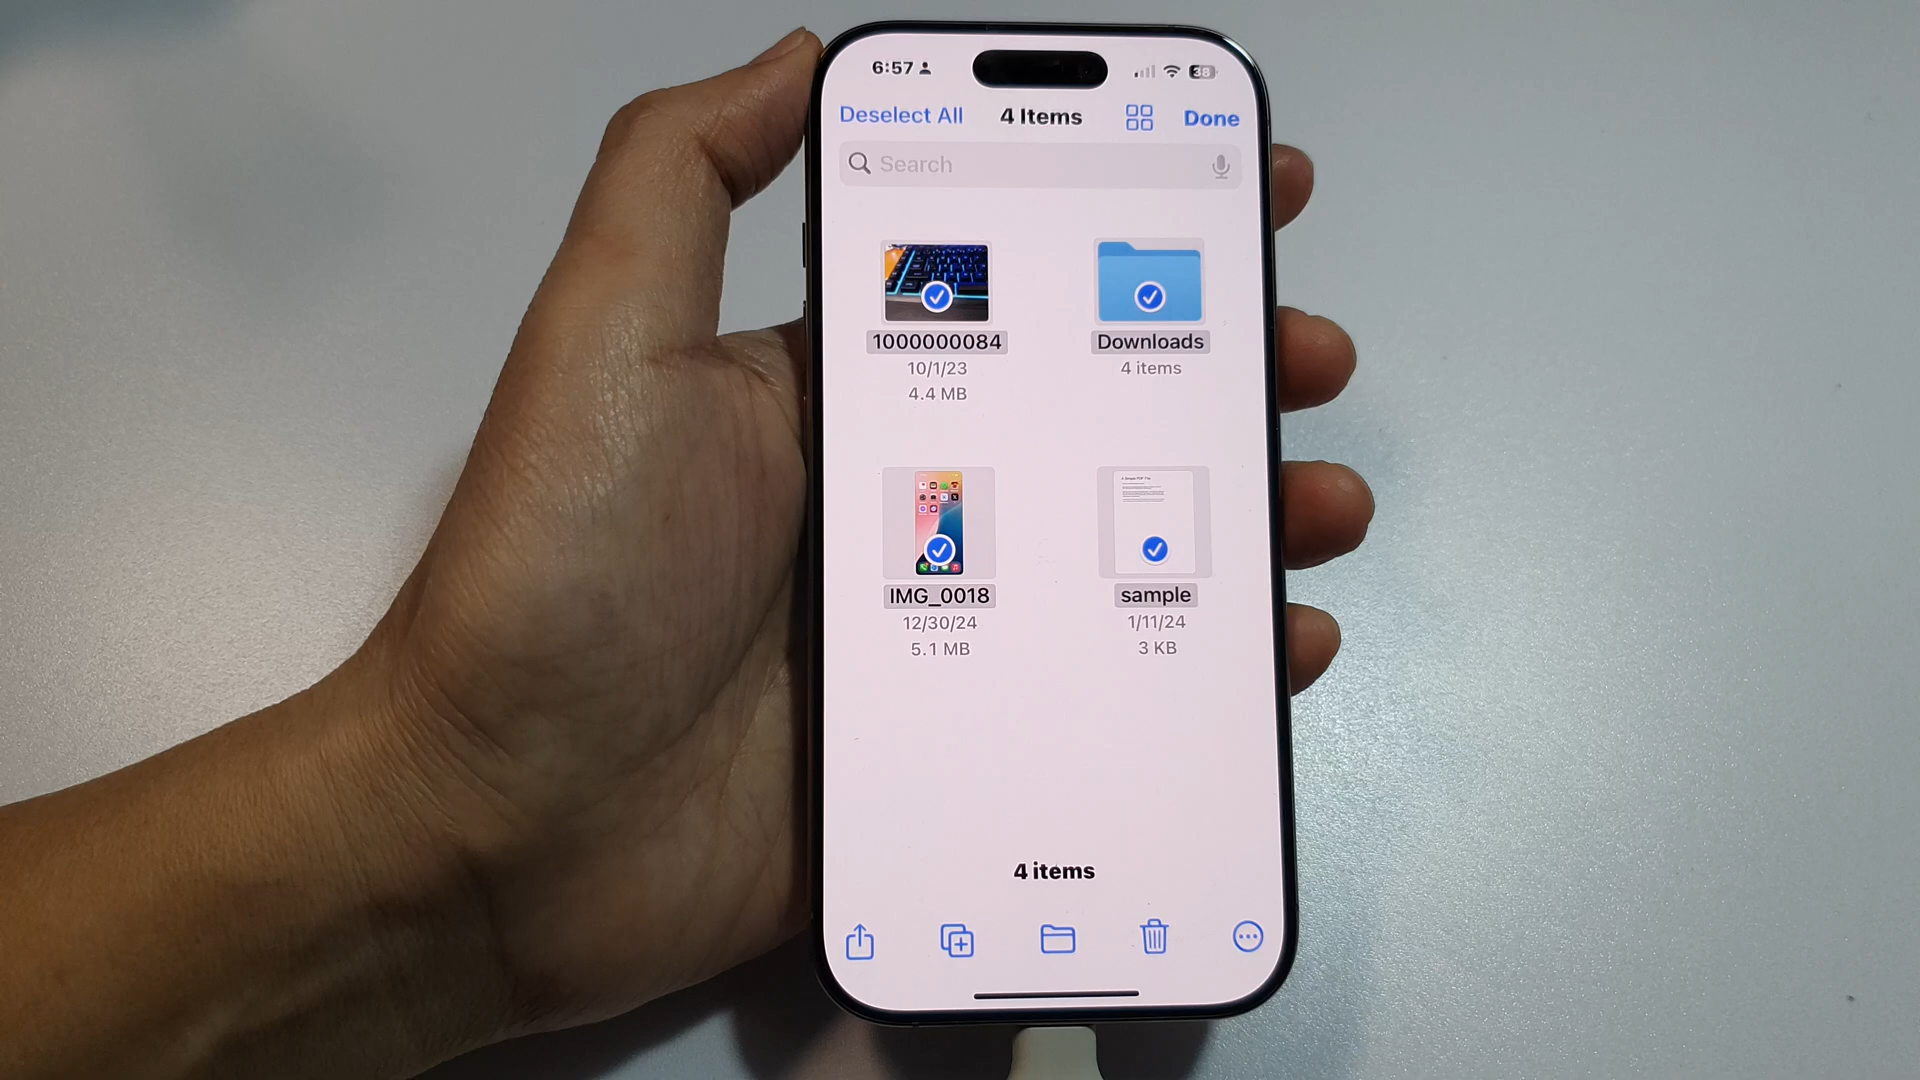 6:57
38
Deselect All 4 Items Done
Search
1000000084
10/1/23
4.4 MB
Downloads
4 items
IMG_0018
12/30/24
5.1 MB
sample
1/11/24
3 KB
4 items